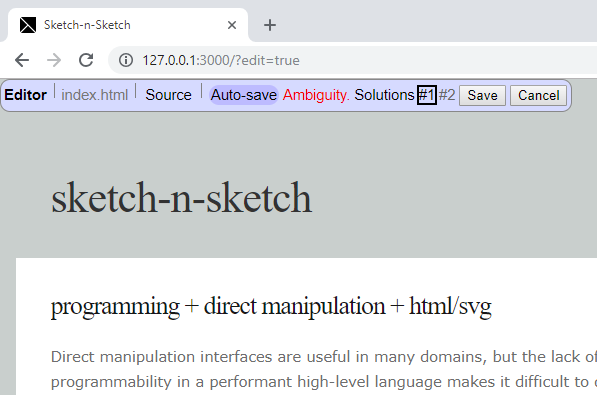 Sketch-n-Sketch
127.0.0.1:3000/?edit=true
Editor index.html Source Auto-save Ambiguity. Solutions #1 #2 Save Cancel
sketch-n-sketch
programming + direct manipulation + html/svg
Direct manipulation interfaces are useful in many domains, but the lack of
programmability in a performant high-level language makes it difficult to